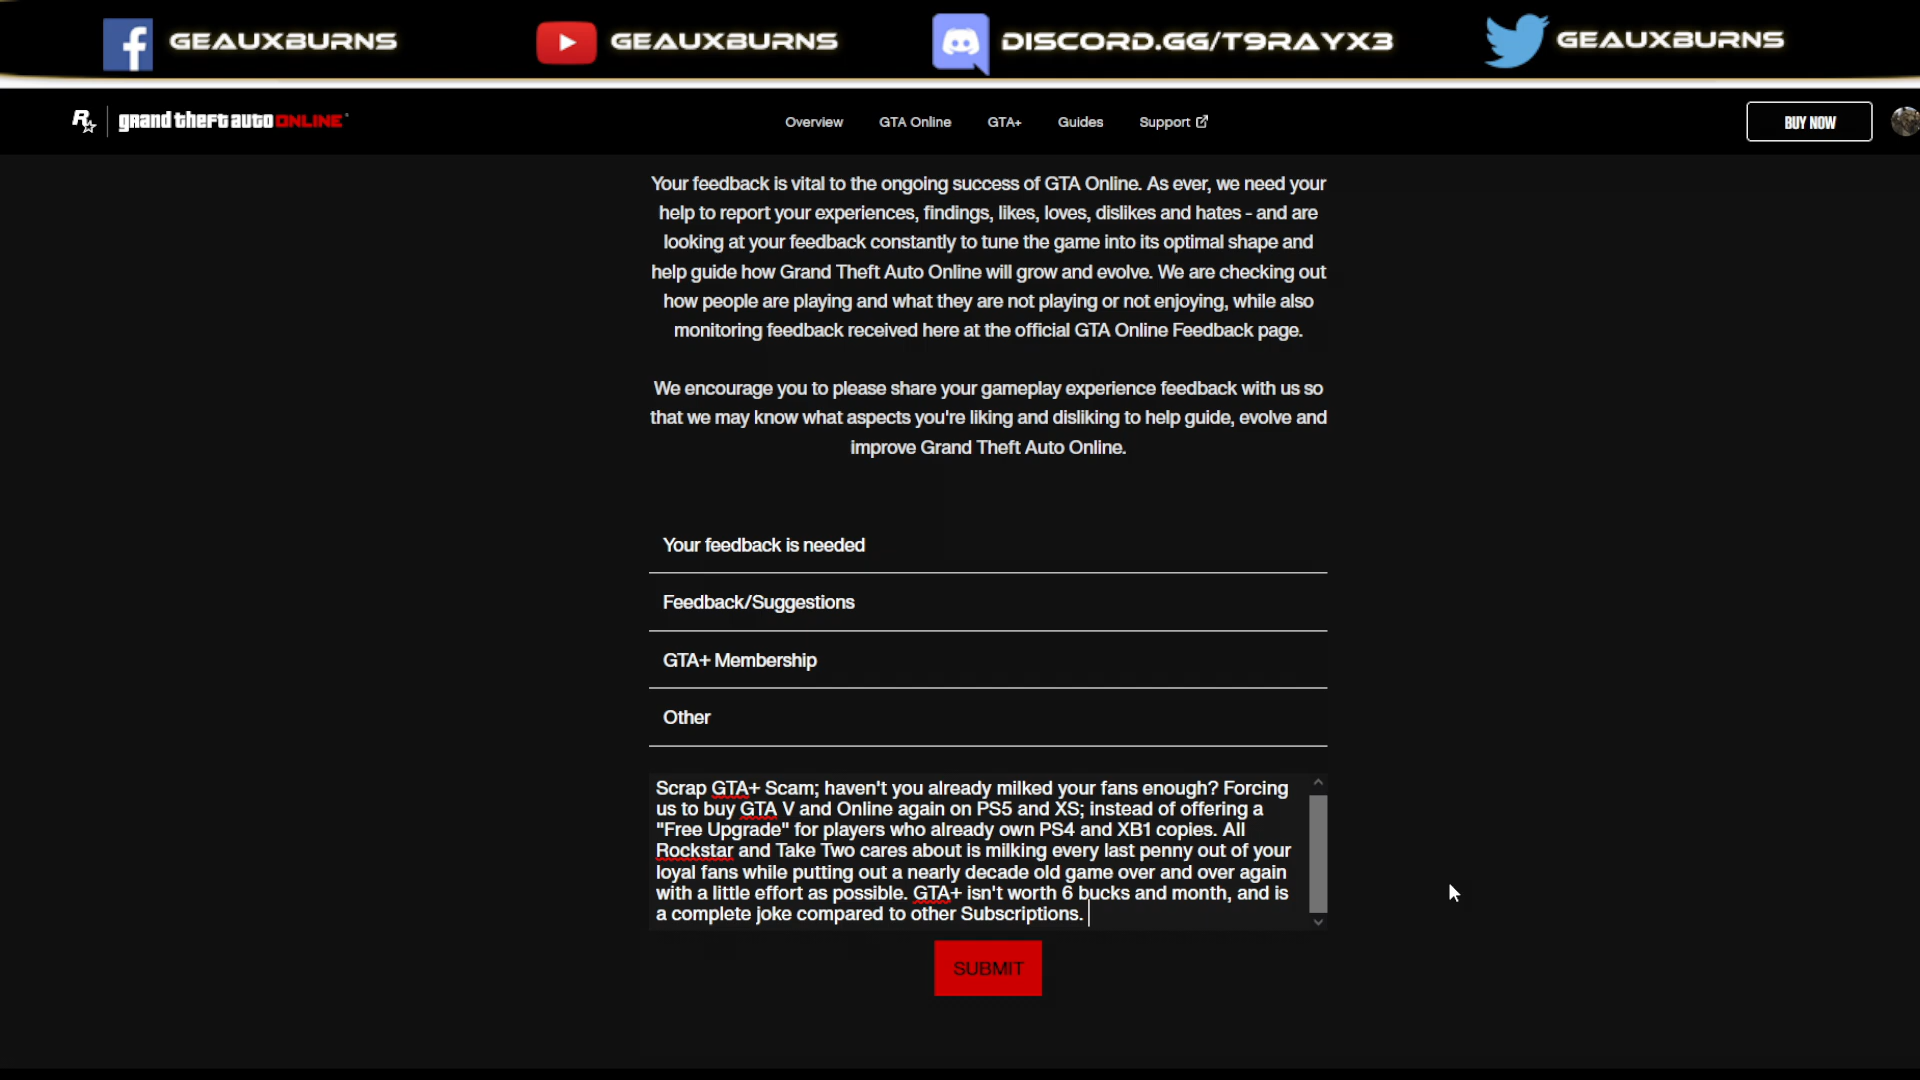 GEAUXBURNS
GEAUXBURNS
DISCORD.GG/T9RAYX3
GEAUXBURNS
R
grand theft auto ONLINE
Overview
GTA Online
GTA+
Guides
Support
BUY NOW
Your feedback is vital to the ongoing success of GTA Online. As ever, we need your
help to report your experiences, findings, likes, loves, dislikes and hates - and are
looking at your feedback constantly to tune the game into its optimal shape and
help guide how Grand Theft Auto Online will grow and evolve. We are checking out
how people are playing and what they are not playing or not enjoying, while also
monitoring feedback received here at the official GTA Online Feedback page.
We encourage you to please share your gameplay experience feedback with us so
that we may know what aspects you're liking and disliking to help guide, evolve and
improve Grand Theft Auto Online.
Your feedback is needed
Feedback/Suggestions
GTA+ Membership
Other
Scrap GTA+ Scam; haven't you already milked your fans enough? Forcing
us to buy GTA V and Online again on PS5 and XS; instead of offering a
"Free Upgrade" for players who already own PS4 and XB1 copies. All
Rockstar and Take Two cares about is milking every last penny out of your
loyal fans while putting out a nearly decade old game over and over again
with a little effort as possible. GTA+ isn't worth 6 bucks and month, and is
a complete joke compared to other Subscriptions.
SUBMIT